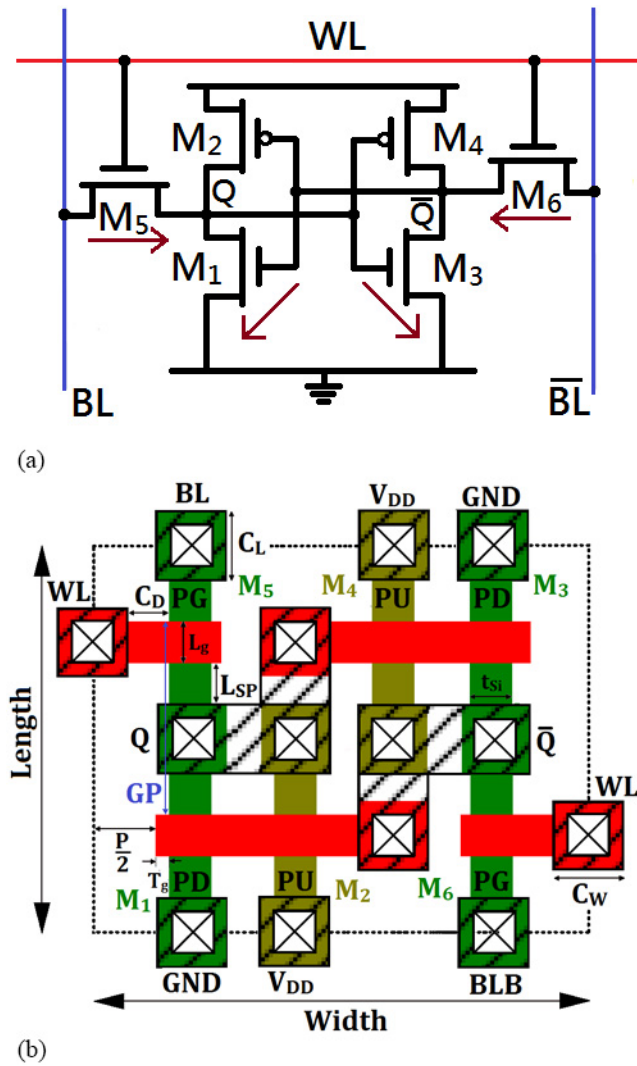 WL
M2
M4
Q
Q̅
M5
M6
M1
M3
BL
B̅L̅
(a)
BL
VDD
GND
CL
WL
CD
PG
M5
M4
PU
PD
M3
Lg
LSP
tSi
Q
Q̅
Length
GP
WL
P/2
Tg
M1
PD
PU
M2
M6
PG
CW
GND
VDD
BLB
Width
(b)